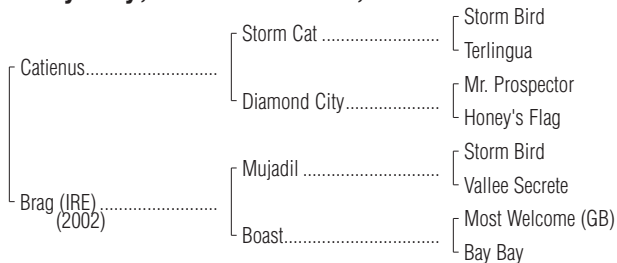 Storm Bird
Storm Cat
Terlingua
Catienus
Mr. Prospector
Diamond City
Honey's Flag
Storm Bird
Mujadil
Vallee Secrete
Brag (IRE)
(2002)
Most Welcome (GB)
Boast
Bay Bay